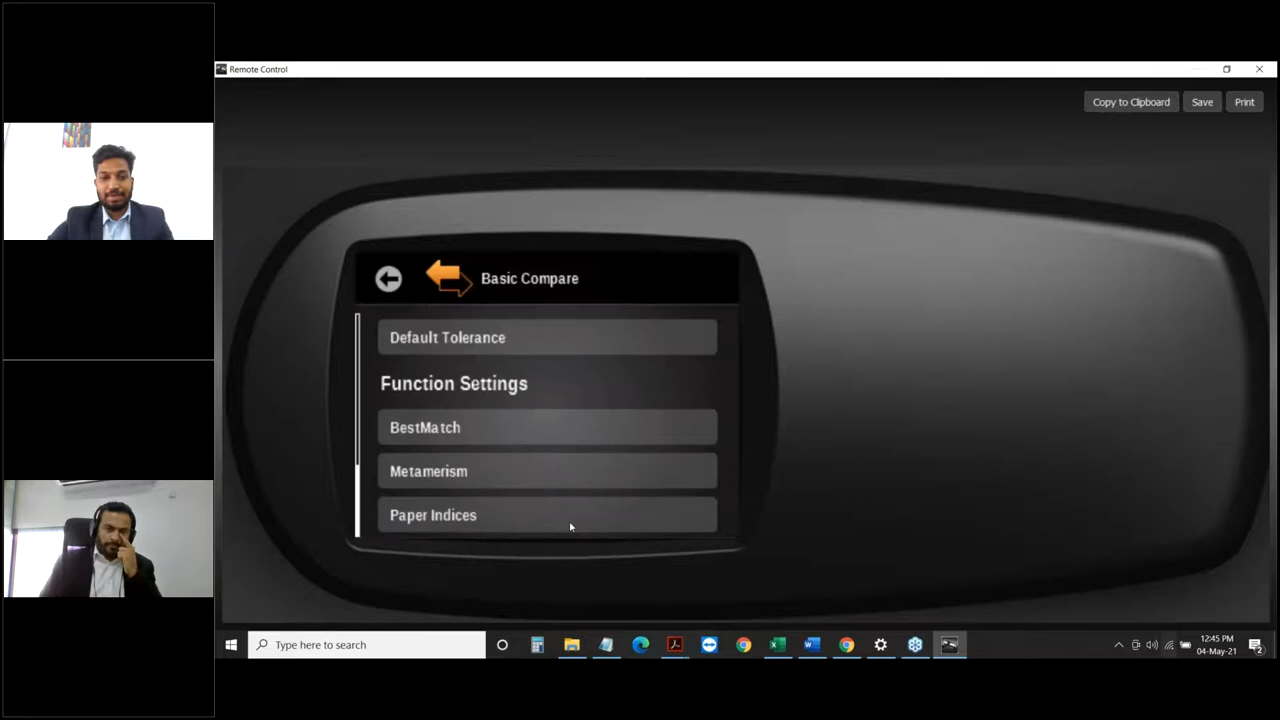 Remote Control
Copy to Clipboard
Save
Print
Basic Compare
Default Tolerance
Function Settings
BestMatch
Metamerism
Paper Indices
Type here to search
12:45 PM
04-May-21
2